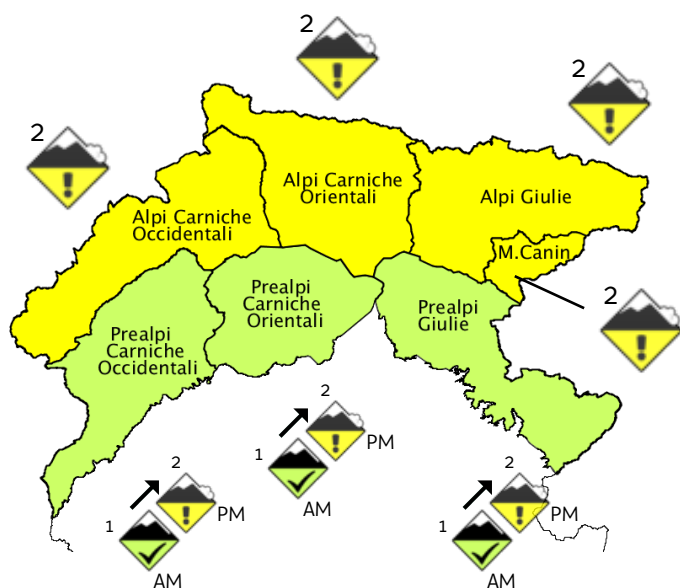 2
2
2
Alpi Carniche
Orientali
Alpi Giulie
Alpi Carniche
Occidentali
M.Canin
2
Prealpi
Carniche
Orientali
Prealpi
Giulie
Prealpi
Carniche
Occidentali
2
1
PM
AM
2
1
PM
AM
2
1
PM
AM